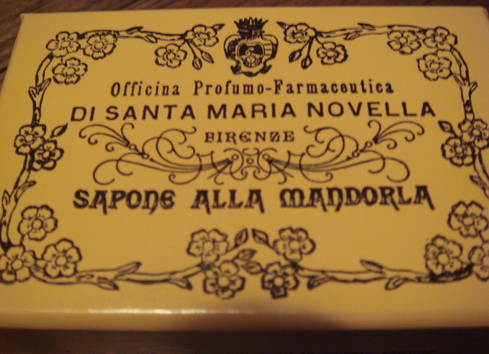 Officina Profumo-Farmaceutica
DI SANTA MARIA NOVELLA
FIRENZE
SAPONE ALLA MANDORLA